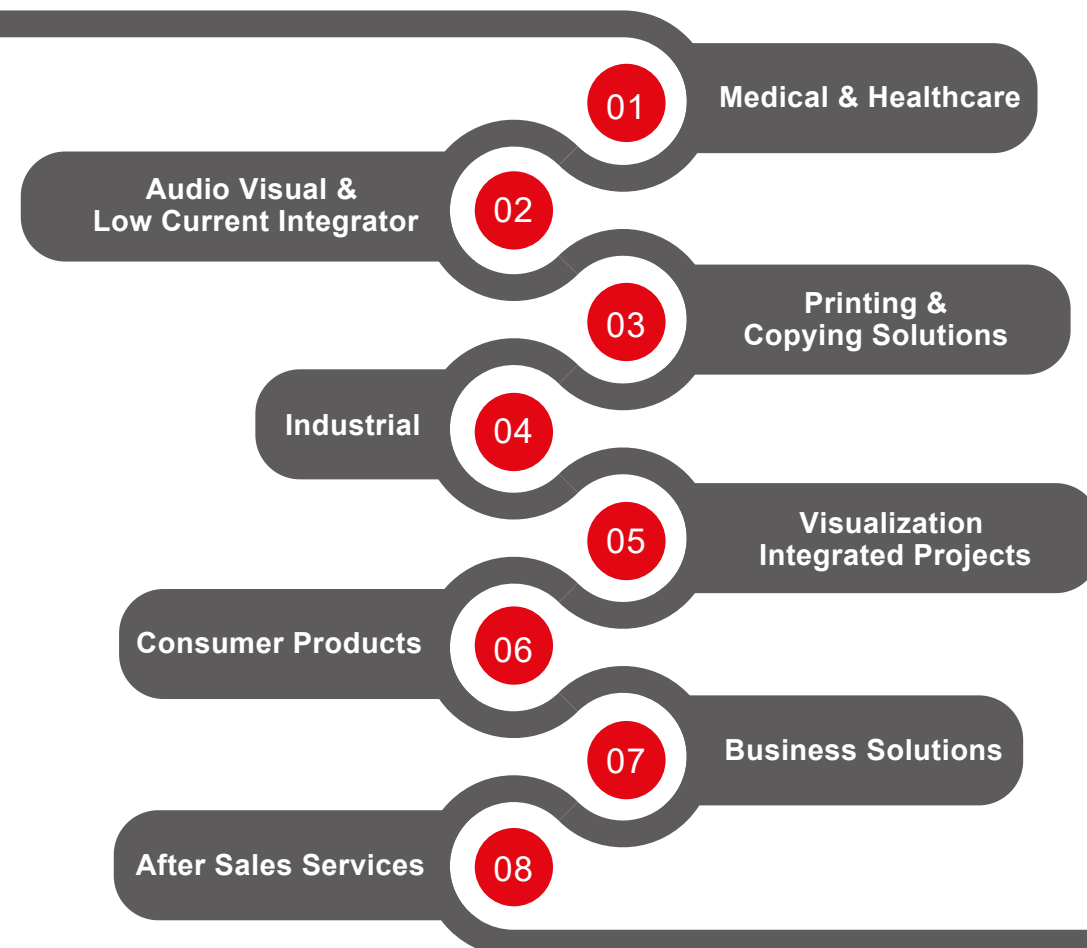 01
Medical & Healthcare
Audio Visual &
Low Current Integrator
02
03
Printing &
Copying Solutions
Industrial
04
05
Visualization
Integrated Projects
Consumer Products
06
07
Business Solutions
After Sales Services
08